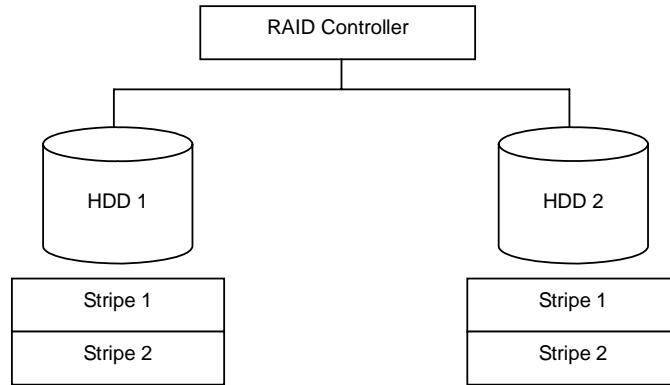 RAID Controller
HDD 1
HDD 2
Stripe 1
Stripe 2
Stripe 1
Stripe 2